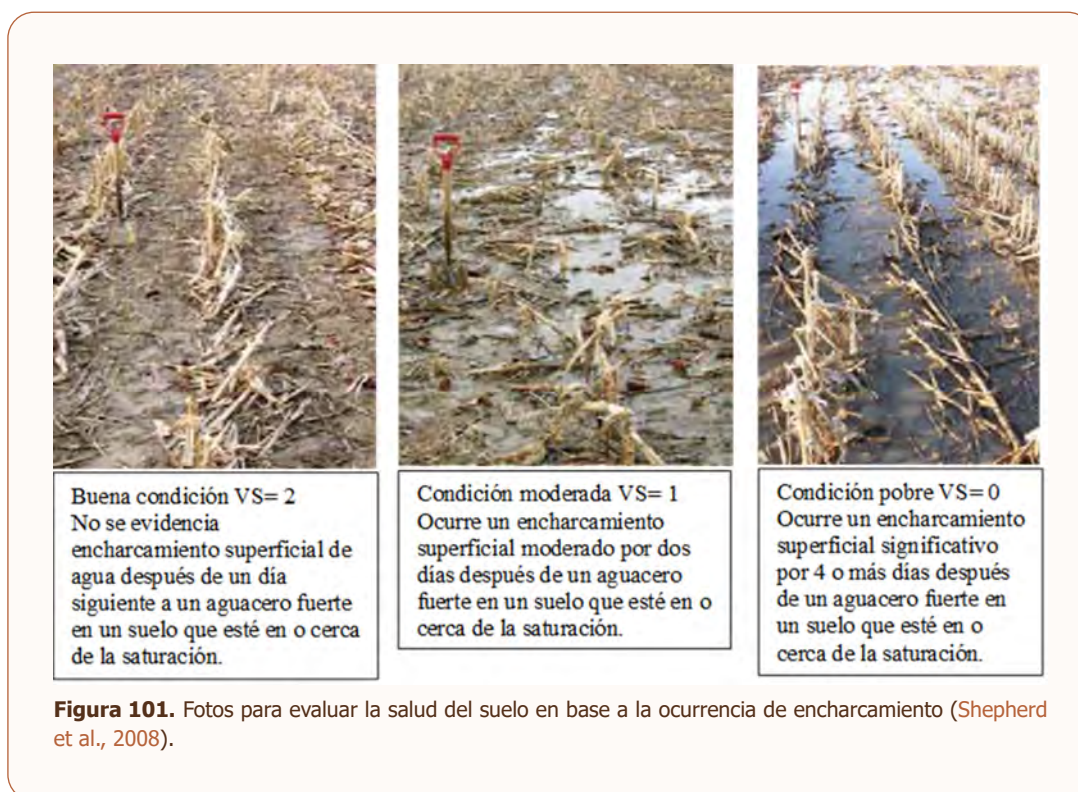 Buena condición VS= 2
No se evidencia
encharcamiento superficial de
agua después de un día
siguiente a un aguacero fuerte
en un suelo que esté en o cerca
de la saturación.
Condición moderada VS= 1
Ocurre un encharcamiento
superficial moderado por dos
días después de un aguacero
fuerte en un suelo que esté en o
cerca de la saturación.
Condición pobre VS=0
Ocurre un encharcamiento
superficial significativo
por 4 o más días después
de un aguacero fuerte en
un suelo que esté en o
cerca de la saturación.
Figura 101. Fotos para evaluar la salud del suelo en base a la ocurrencia de encharcamiento (Shepherd
et al., 2008).